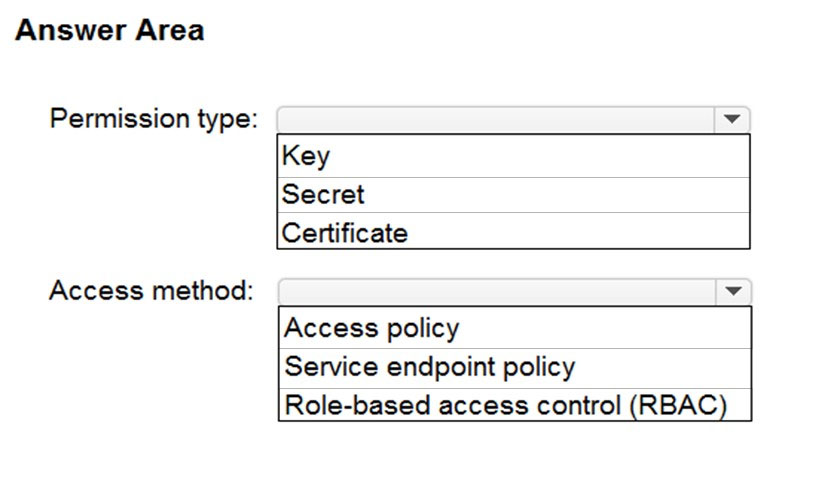 Answer Area
Permission type:
Key
Secret
Certificate
Access method:
Access policy
Service endpoint policy
Role-based access control (RBAC)